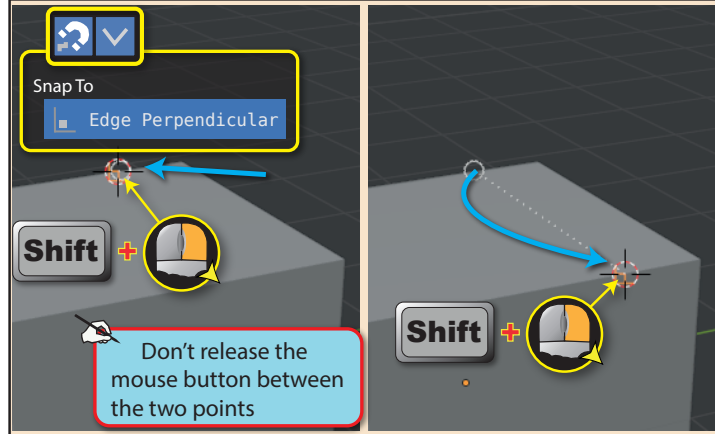 Snap To
Edge Perpendicular
Shift +
Don't release the
mouse button between
the two points
Shift +